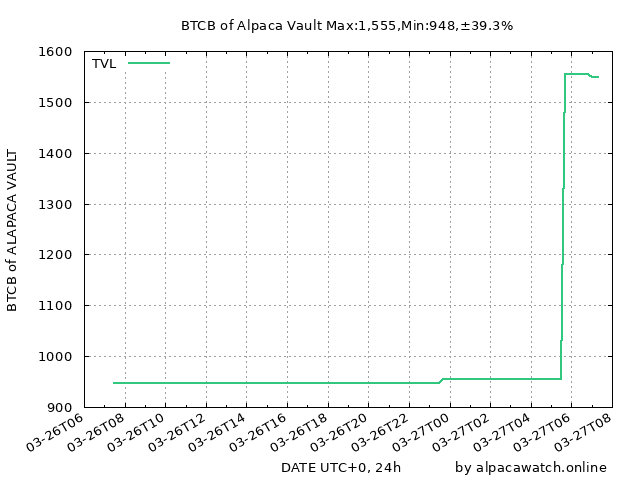 BTCB of Alpaca Vault Max:1,555,Min:948,±39.3%
TVL
1600
1500
1400
1300
1200
1100
1000
900
BTCB of ALAPACA VAULT
03-26T06
03-26T08
03-26T10
03-26T12
03-26T14
03-26T16
03-26T18
03-26T20
03-26T22
03-27T00
03-27T02
03-27T04
03-27T06
03-27T08
DATE UTC+0, 24h
by alpacawatch.online